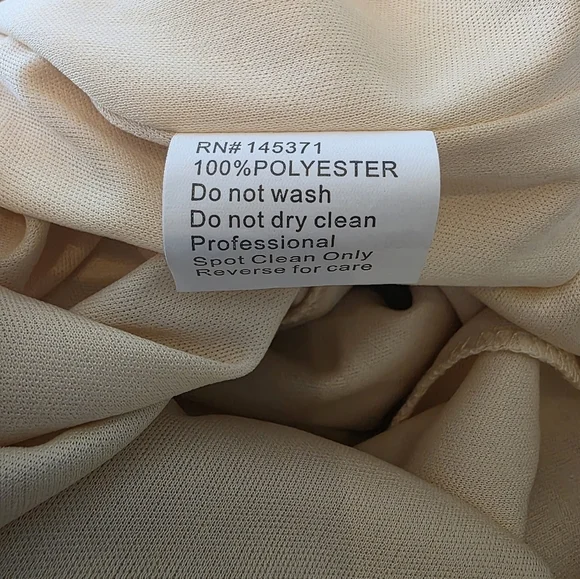 RN# 145371
100%POLYESTER
Do not wash
Do not dry clean
Professional
Spot Clean Only
Reverse for care